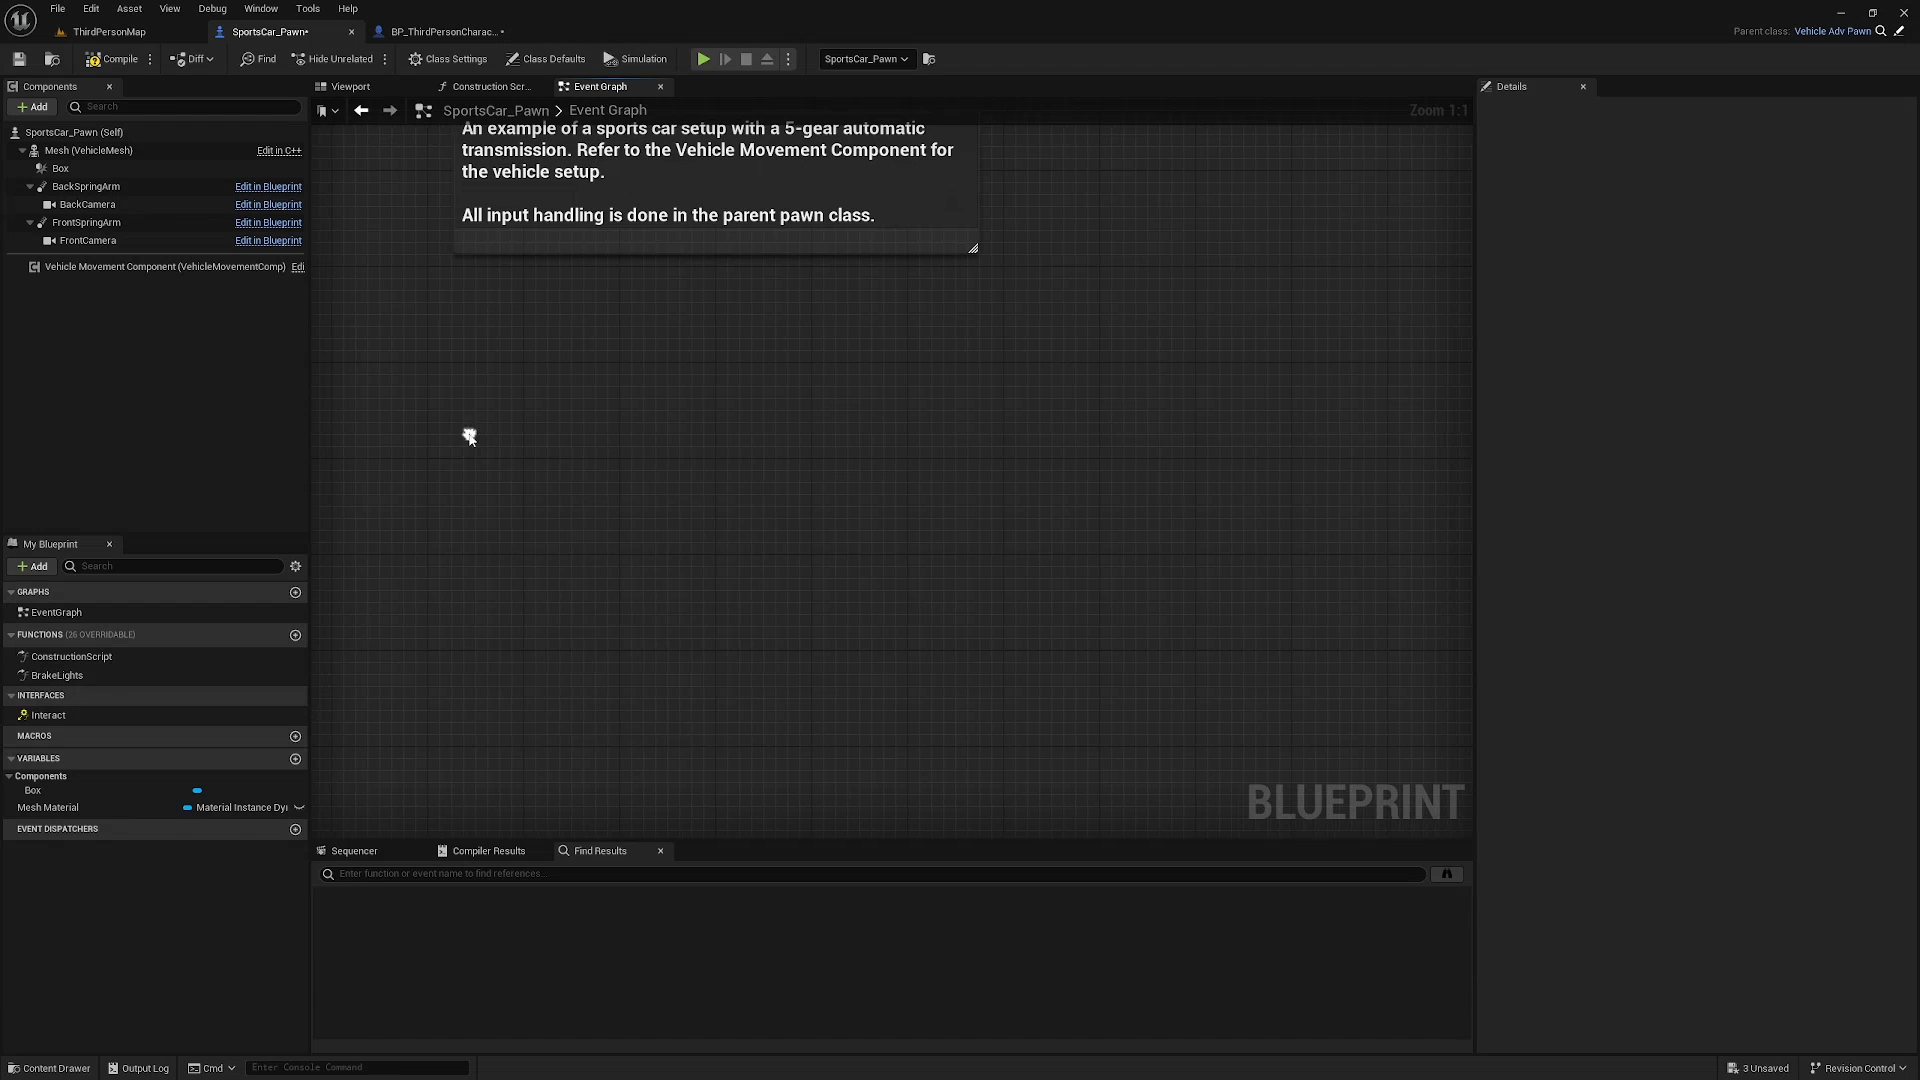 File Edit Asset View Debug Window Tools Help
ThirdPersonMap SportsCar_Pawn• BP_ThirdPersonCharac...•
Parent class: Vehicle Adv Pawn
Compile Diff Find Hide Unrelated Class Settings Class Defaults Simulation SportsCar_Pawn
Components
Add Search
SportsCar_Pawn (Self)
Mesh (VehicleMesh) Edit in C++
Box
BackSpringArm Edit in Blueprint
BackCamera Edit in Blueprint
FrontSpringArm Edit in Blueprint
FrontCamera Edit in Blueprint
Vehicle Movement Component (VehicleMovementComp) Edi
Viewport Construction Scr... Event Graph
SportsCar_Pawn > Event Graph
Zoom 1:1
An example of a sports car setup with a 5-gear automatic
transmission. Refer to the Vehicle Movement Component for
the vehicle setup.
All input handling is done in the parent pawn class.
BLUEPRINT
Details
My Blueprint
Add Search
GRAPHS
EventGraph
FUNCTIONS (26 OVERRIDABLE)
ConstructionScript
BrakeLights
INTERFACES
Interact
MACROS
VARIABLES
Components
Box
Mesh Material Material Instance Dyı
EVENT DISPATCHERS
Sequencer Compiler Results Find Results
Enter function or event name to find references...
Content Drawer Output Log Cmd Enter Console Command
3 Unsaved Revision Control